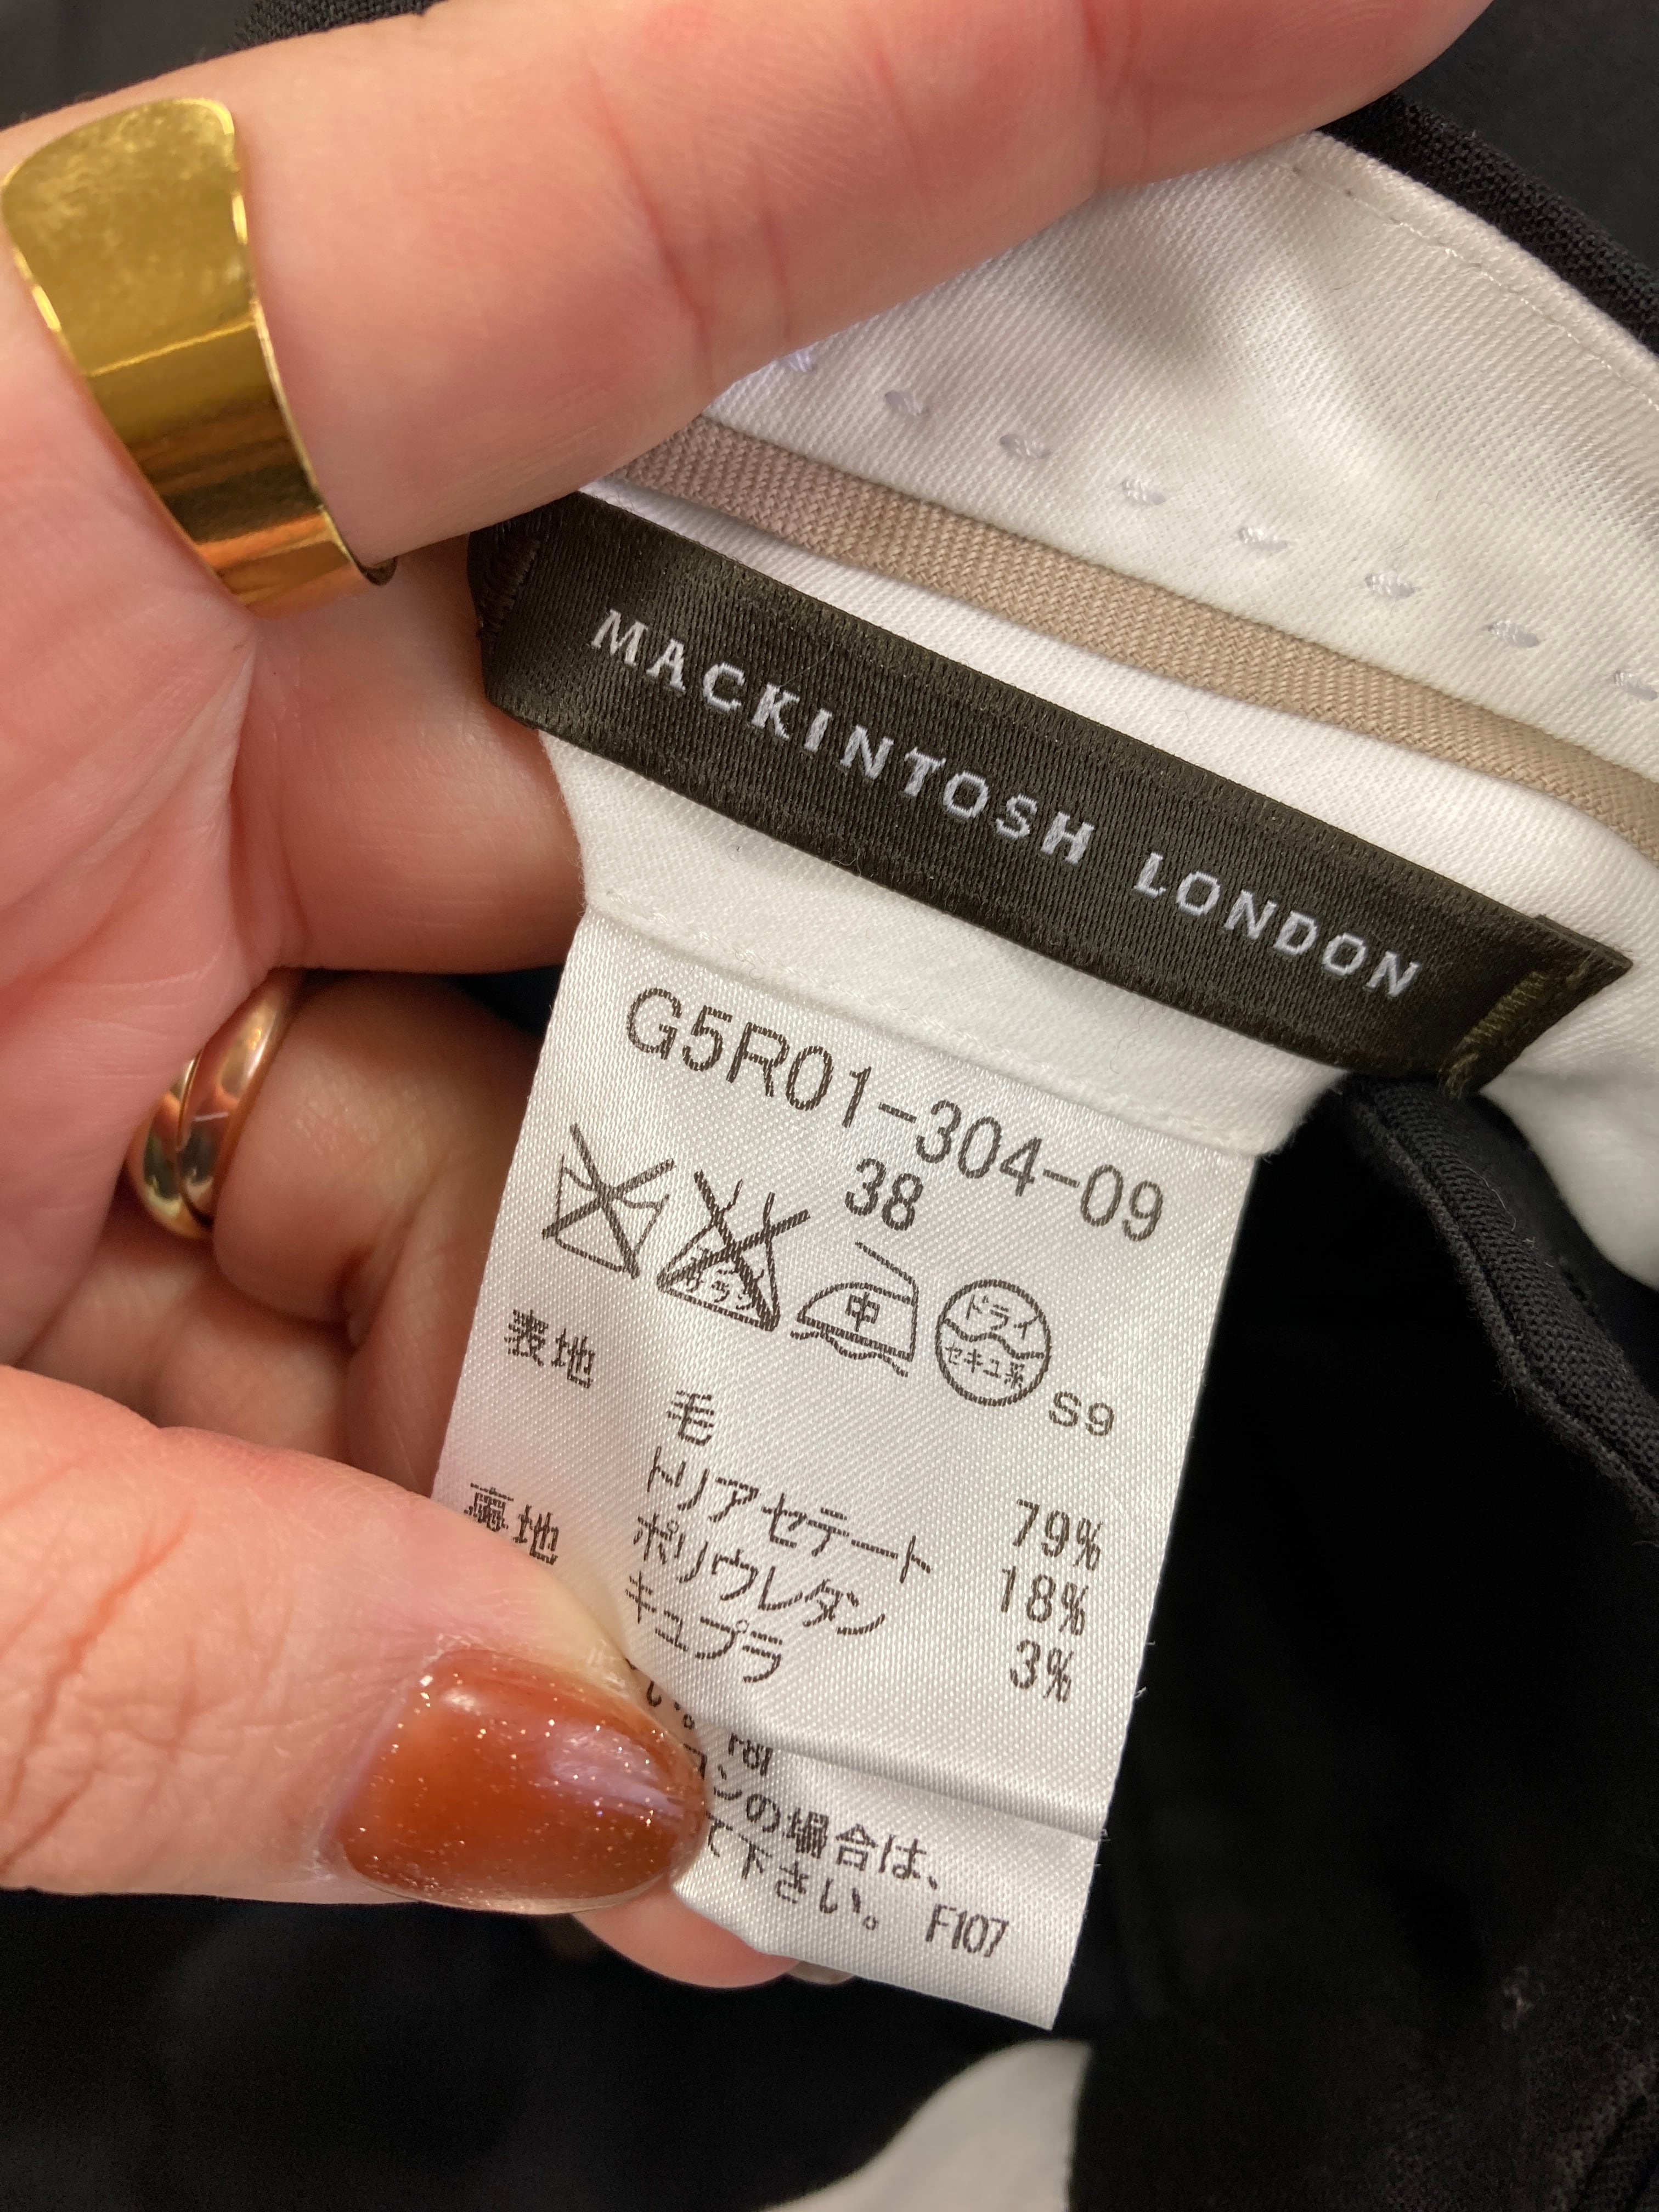 MACKINTOSH LONDON
G5R01-304-09
38
中
ドライ
セキユ系
S9
表地
毛 79%
トリアセテート 18%
ポリウレタン 3%
裏地 キュプラ
い。
ンの場合は、
て下さい。 F107